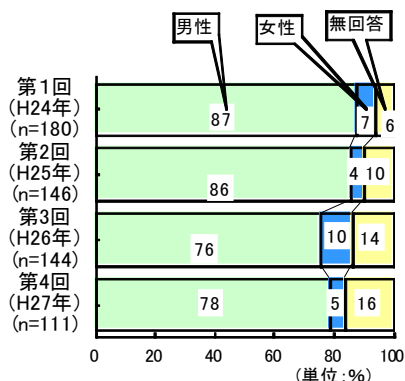 男性 女性 無回答
第1回
(H24年)
(n=180)
87 7 6
第2回
(H25年)
(n=146)
86 4 10
第3回
(H26年)
(n=144)
76 10 14
第4回
(H27年)
(n=111)
78 5 16
0 20 40 60 80 100
(単位:%)